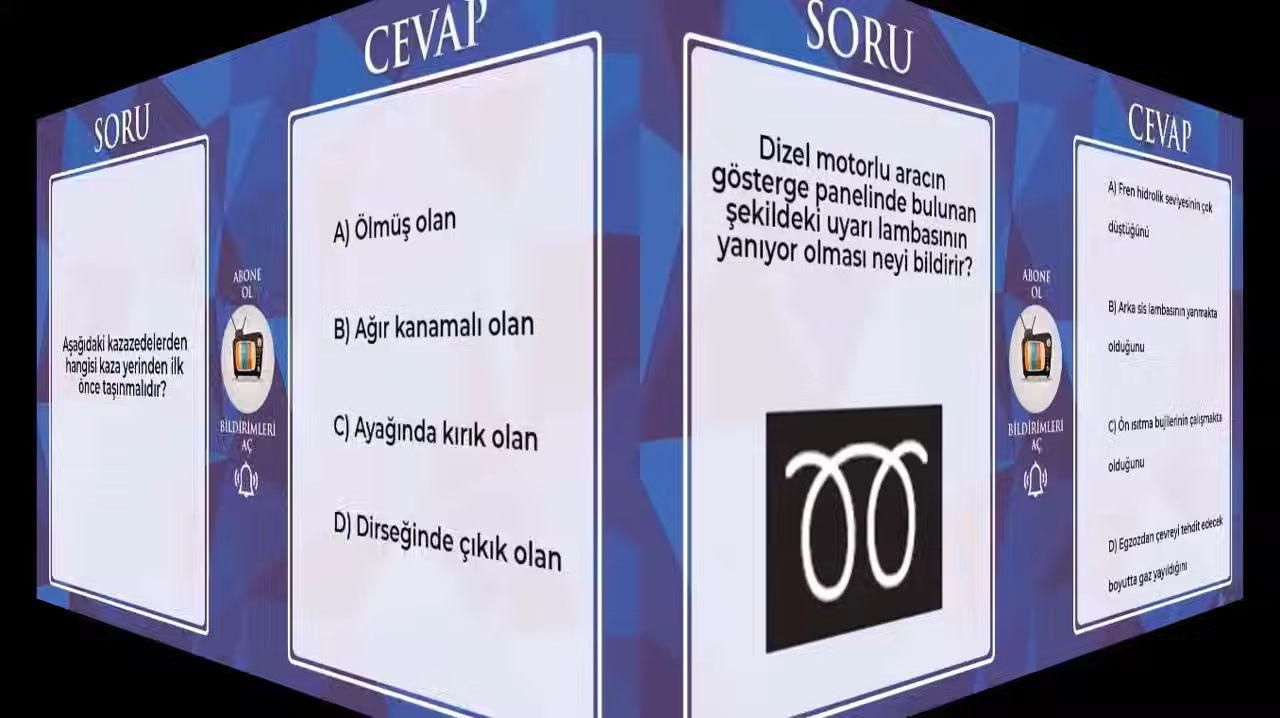 SORU
Aşağıdaki kazazedelerden
hangisi kaza yerinden ilk
önce taşınmalıdır?
ABONE
OL
BİLDİRİMLERİ
AÇ
CEVAP
A) Ölmüş olan
B) Ağır kanamalı olan
C) Ayağında kırık olan
D) Dirseğinde çıkık olan
SORU
Dizel motorlu aracın
gösterge panelinde bulunan
şekildeki uyarı lambasının
yanıyor olması neyi bildirir?
ABONE
OL
BİLDİRİMLERİ
AÇ
CEVAP
A) Fren hidrolik seviyesinin çok
düştüğünü
B) Arka sis lambasının yanmakta
olduğunu
C) Ön ısıtma bujilerinin çalışmakta
olduğunu
D) Egzozdan çevreyi tehdit edecek
boyutta gaz yayıldığını